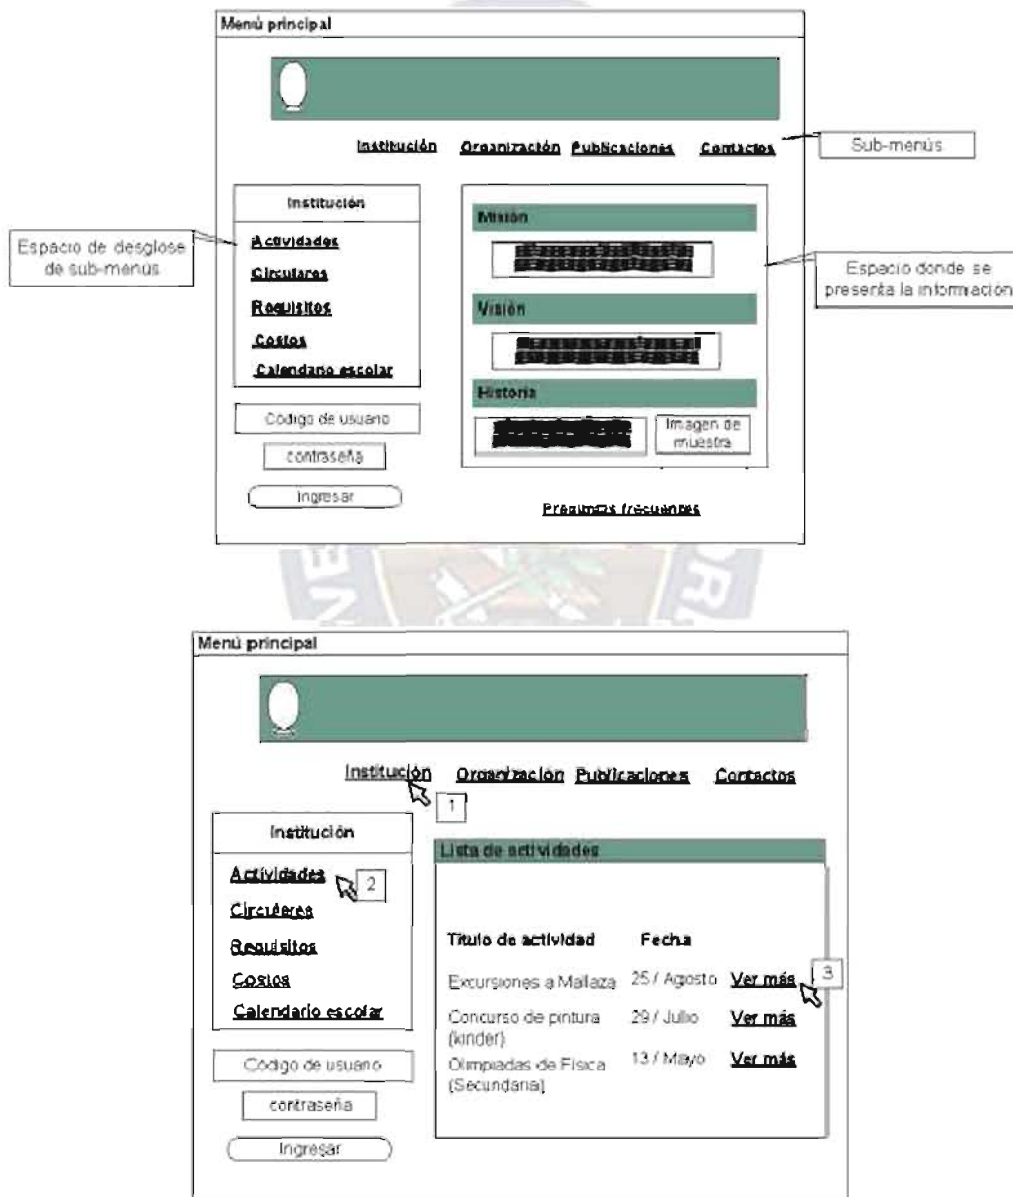 Menú principal
Institución Organización Publicaciones Contactos
Sub-menús
Institución
Actividades
Circulares
Requisitos
Costos
Calendario escolar
Espacio de desglose
de sub-menús
Código de usuario
contraseña
Ingresar
Misión
Visión
Historia
Imagen de
muestra
Espacio donde se
presenta la información
Preguntas frecuentes
Menú principal
Institución Organización Publicaciones Contactos
1
Institución
Actividades
2
Circulares
Requisitos
Costos
Calendario escolar
Código de usuario
contraseña
Ingresar
Lista de actividades
Título de actividad Fecha
Excursiones a Mallaza 25 / Agosto Ver más
3
Concurso de pintura 29 / Julio Ver más
(kinder)
Olimpiadas de Física 13 / Mayo Ver más
(Secundaria)